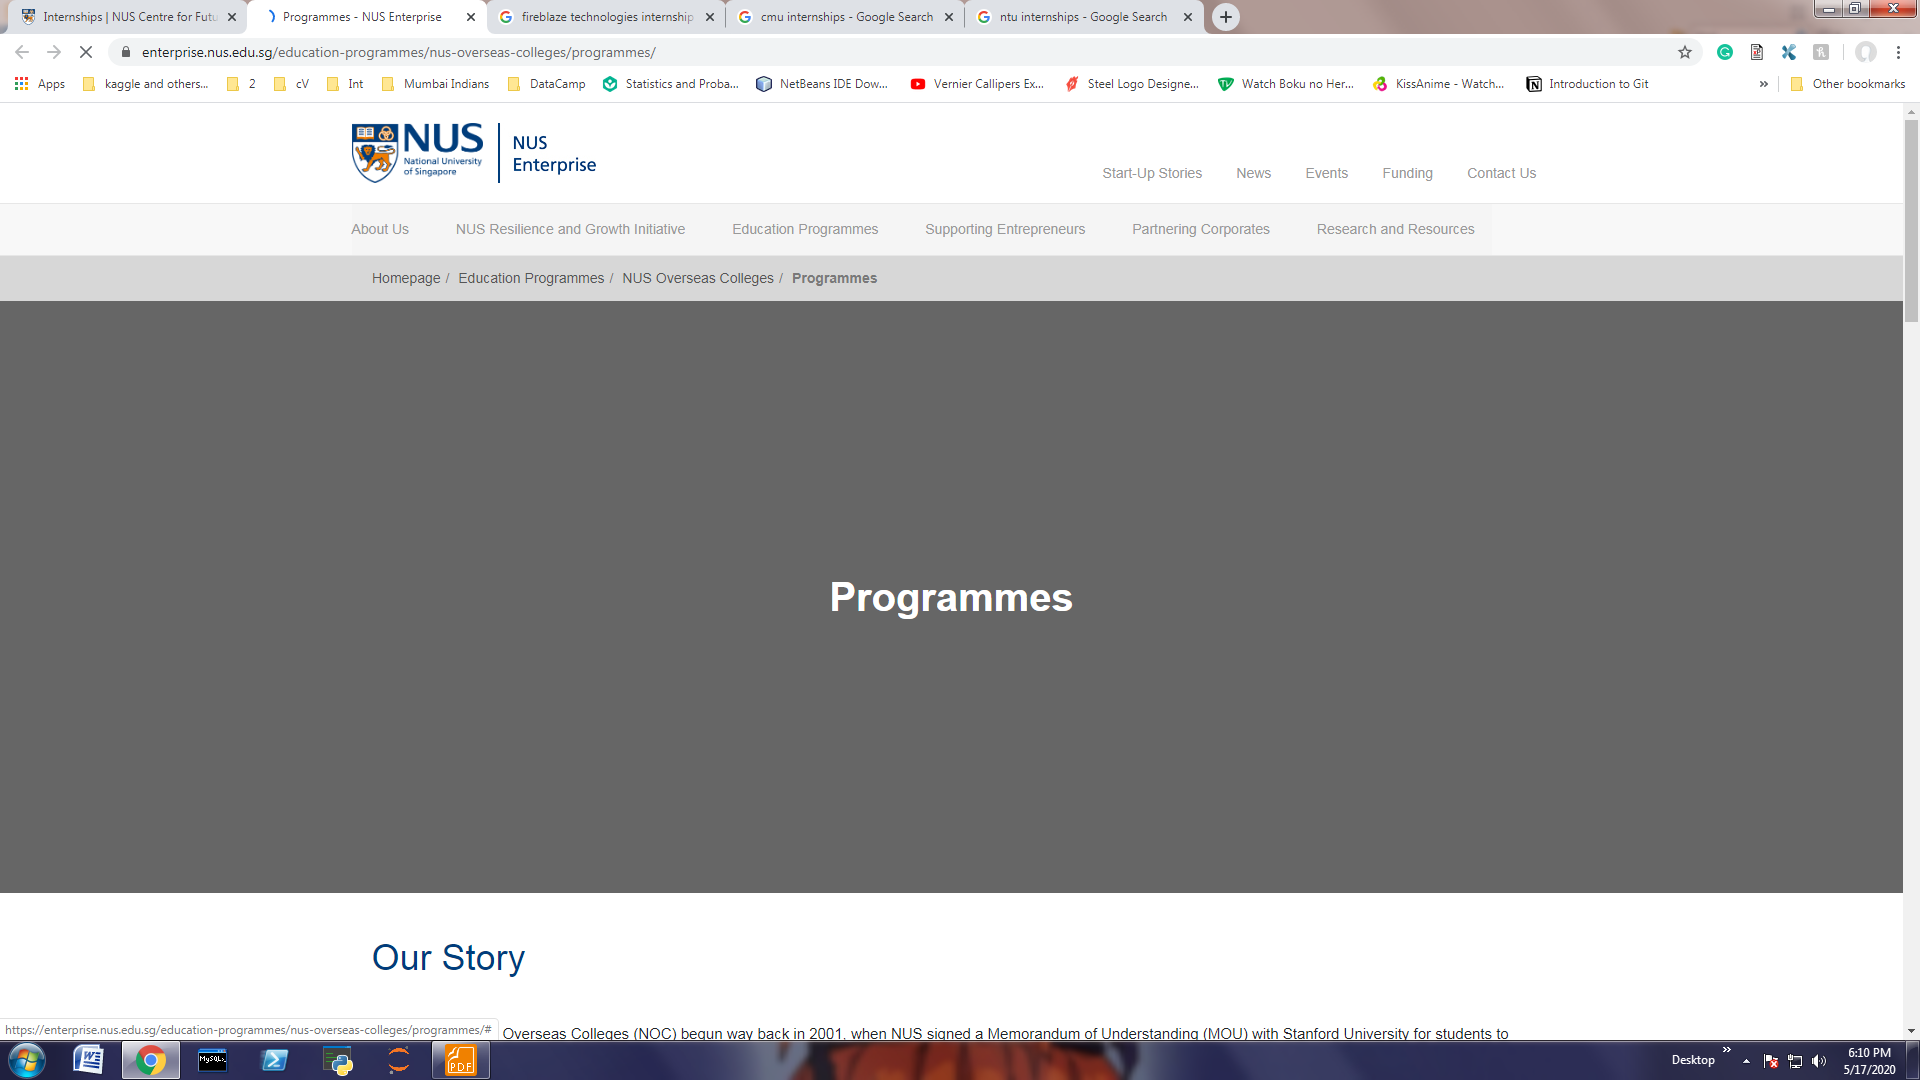 Internships | NUS Centre for Futu
Programmes - NUS Enterprise
fireblaze technologies internship
cmu internships - Google Search
ntu internships - Google Search
enterprise.nus.edu.sg/education-programmes/nus-overseas-colleges/programmes/
Apps kaggle and others... 2 cV Int Mumbai Indians DataCamp Statistics and Proba... NetBeans IDE Dow... Vernier Callipers Ex... Steel Logo Designe... Watch Boku no Her... KissAnime - Watch... Introduction to Git » Other bookmarks
NUS
National University
of Singapore
NUS
Enterprise
Start-Up Stories News Events Funding Contact Us
About Us NUS Resilience and Growth Initiative Education Programmes Supporting Entrepreneurs Partnering Corporates Research and Resources
Homepage / Education Programmes / NUS Overseas Colleges / Programmes
Programmes
Our Story
Overseas Colleges (NOC) begun way back in 2001, when NUS signed a Memorandum of Understanding (MOU) with Stanford University for students to
https://enterprise.nus.edu.sg/education-programmes/nus-overseas-colleges/programmes/#
MySQL
PDF
Desktop »
6:10 PM
5/17/2020